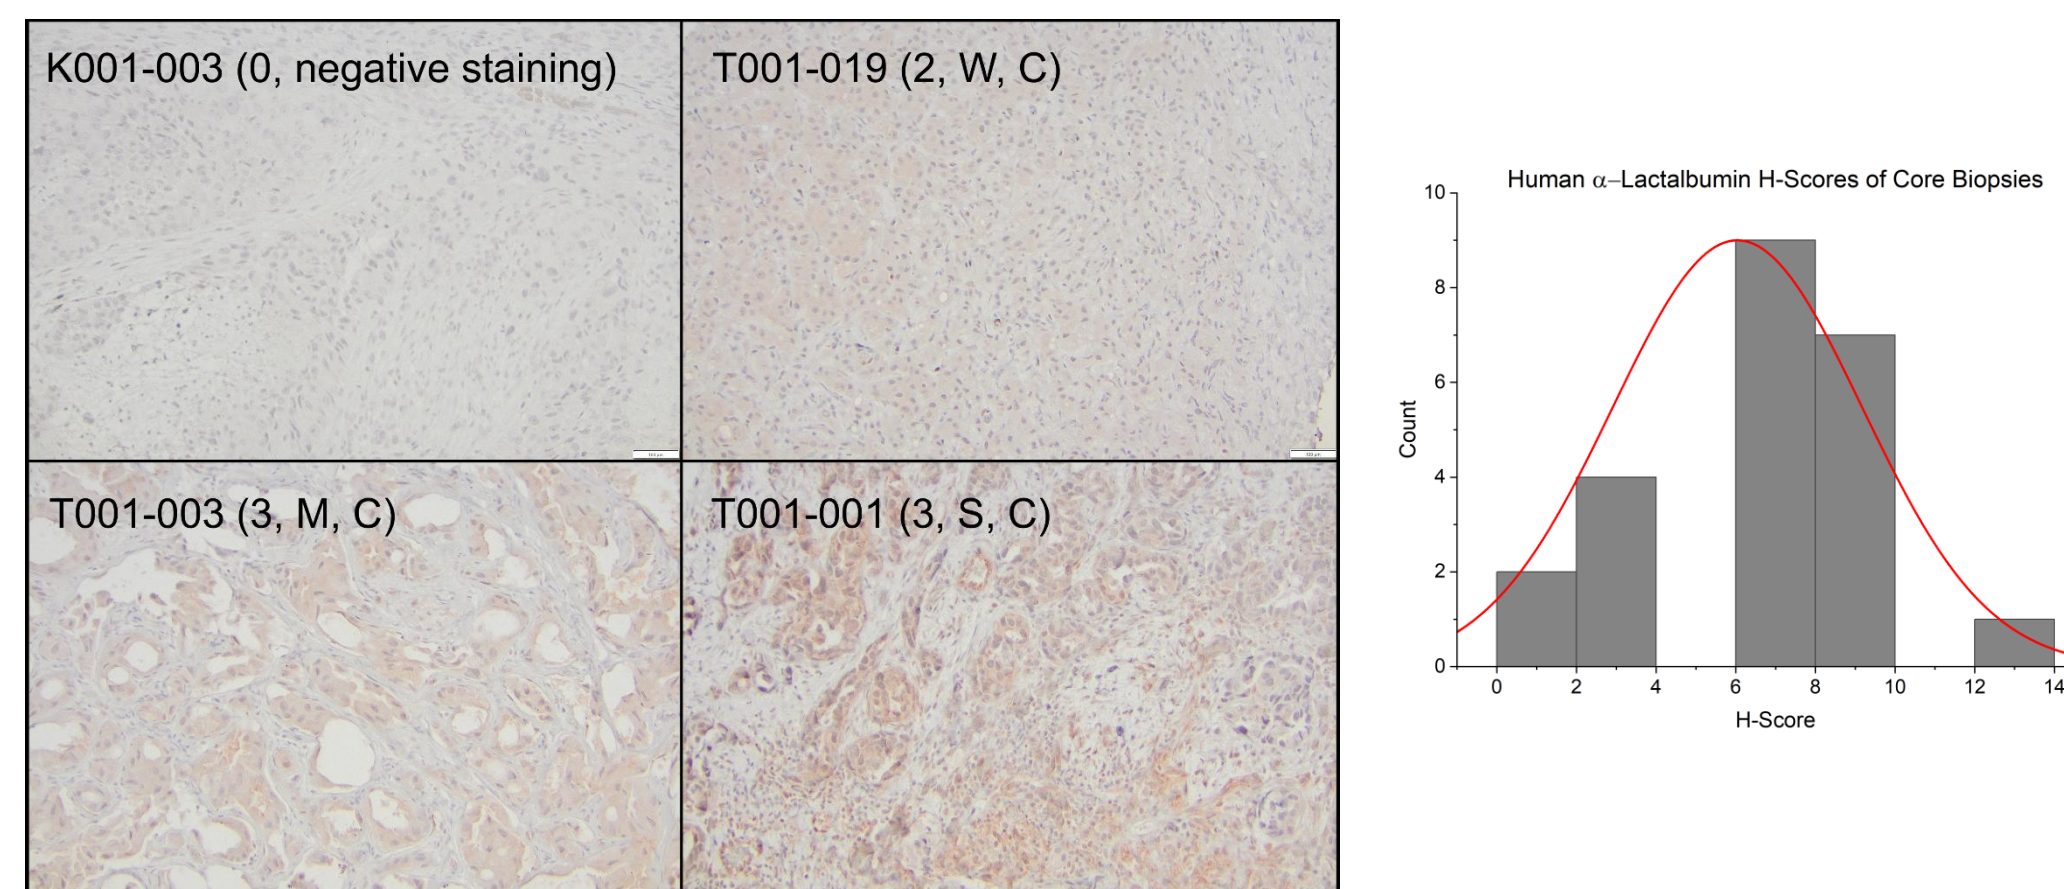 K001-003 (0, negative staining)
T001-019 (2, W, C)
T001-003 (3, M, C)
T001-001 (3, S, C)
Human α–Lactalbumin H-Scores of Core Biopsies
Count
10
8
6
4
2
0
0 2 4 6 8 10 12 14
H-Score